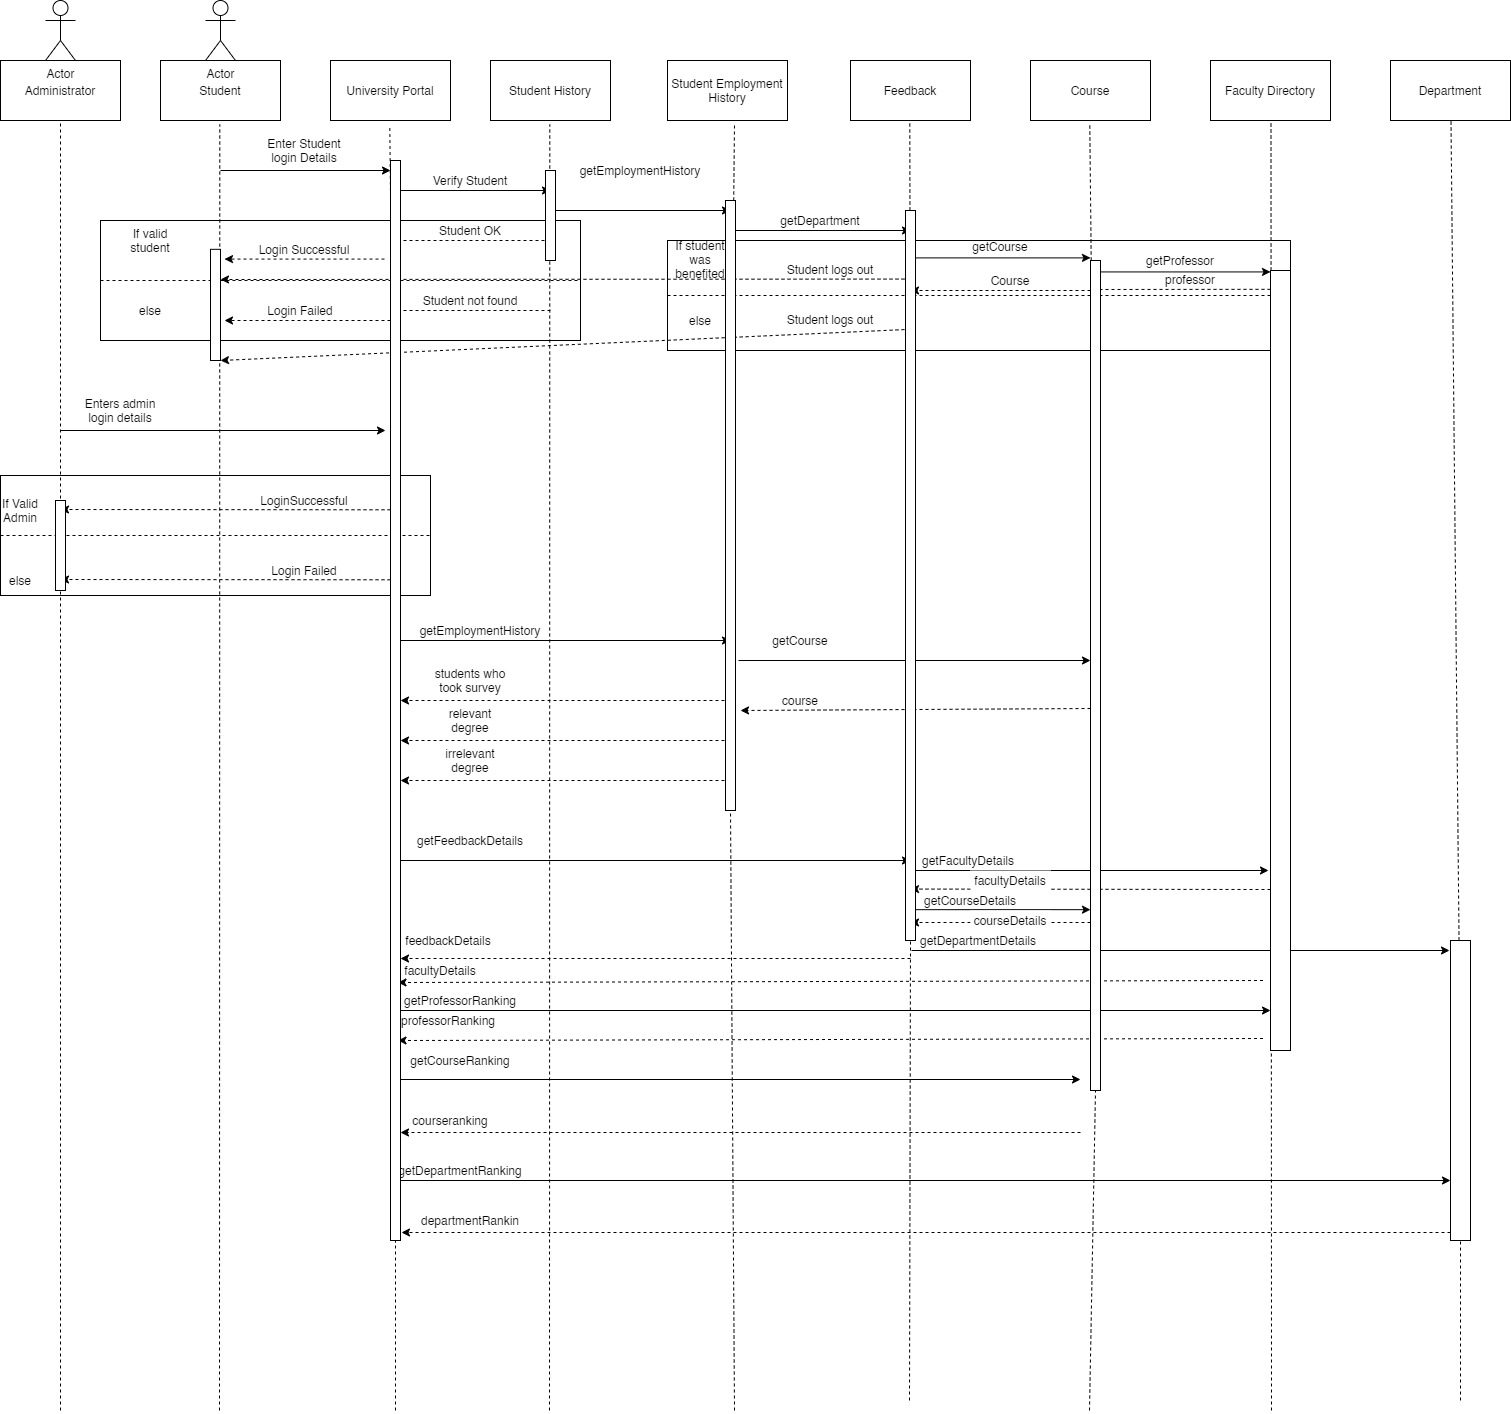 Actor
Administrator
Actor
Student
University Portal
Student History
Student Employment
History
Feedback
Course
Faculty Directory
Department
Enter Student
login Details
Verify Student
getEmploymentHistory
getDepartment
If valid
student
Student OK
Login Successful
If student
was
benefited
getCourse
getProfessor
Student logs out
Course
professor
else
Login Failed
Student not found
else
Student logs out
Enters admin
login details
If Valid
Admin
LoginSuccessful
else
Login Failed
getEmploymentHistory
getCourse
students who
took survey
course
relevant
degree
irrelevant
degree
getFeedbackDetails
getFacultyDetails
facultyDetails
getCourseDetails
courseDetails
feedbackDetails
getDepartmentDetails
facultyDetails
getProfessorRanking
professorRanking
getCourseRanking
courseranking
getDepartmentRanking
departmentRankin